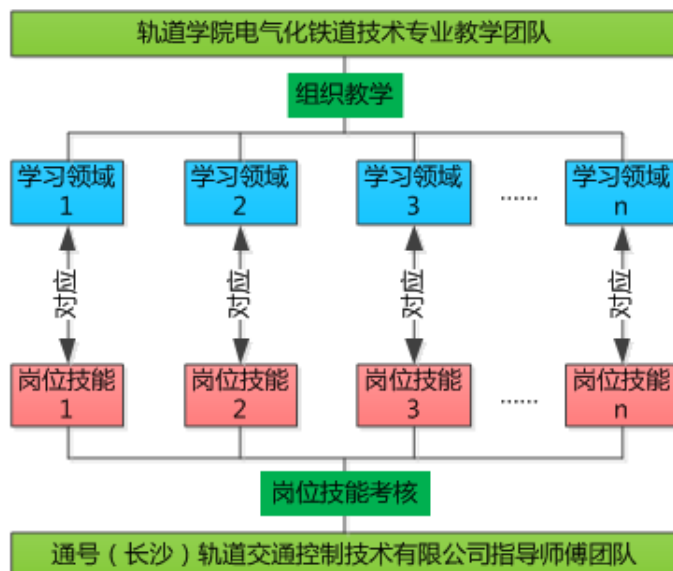 轨道学院电气化铁道技术专业教学团队
组织教学
学习领域
1
学习领域
2
学习领域
3
……
学习领域
n
对应
对应
对应
对应
岗位技能
1
岗位技能
2
岗位技能
3
……
岗位技能
n
岗位技能考核
通号（长沙）轨道交通控制技术有限公司指导师傅团队